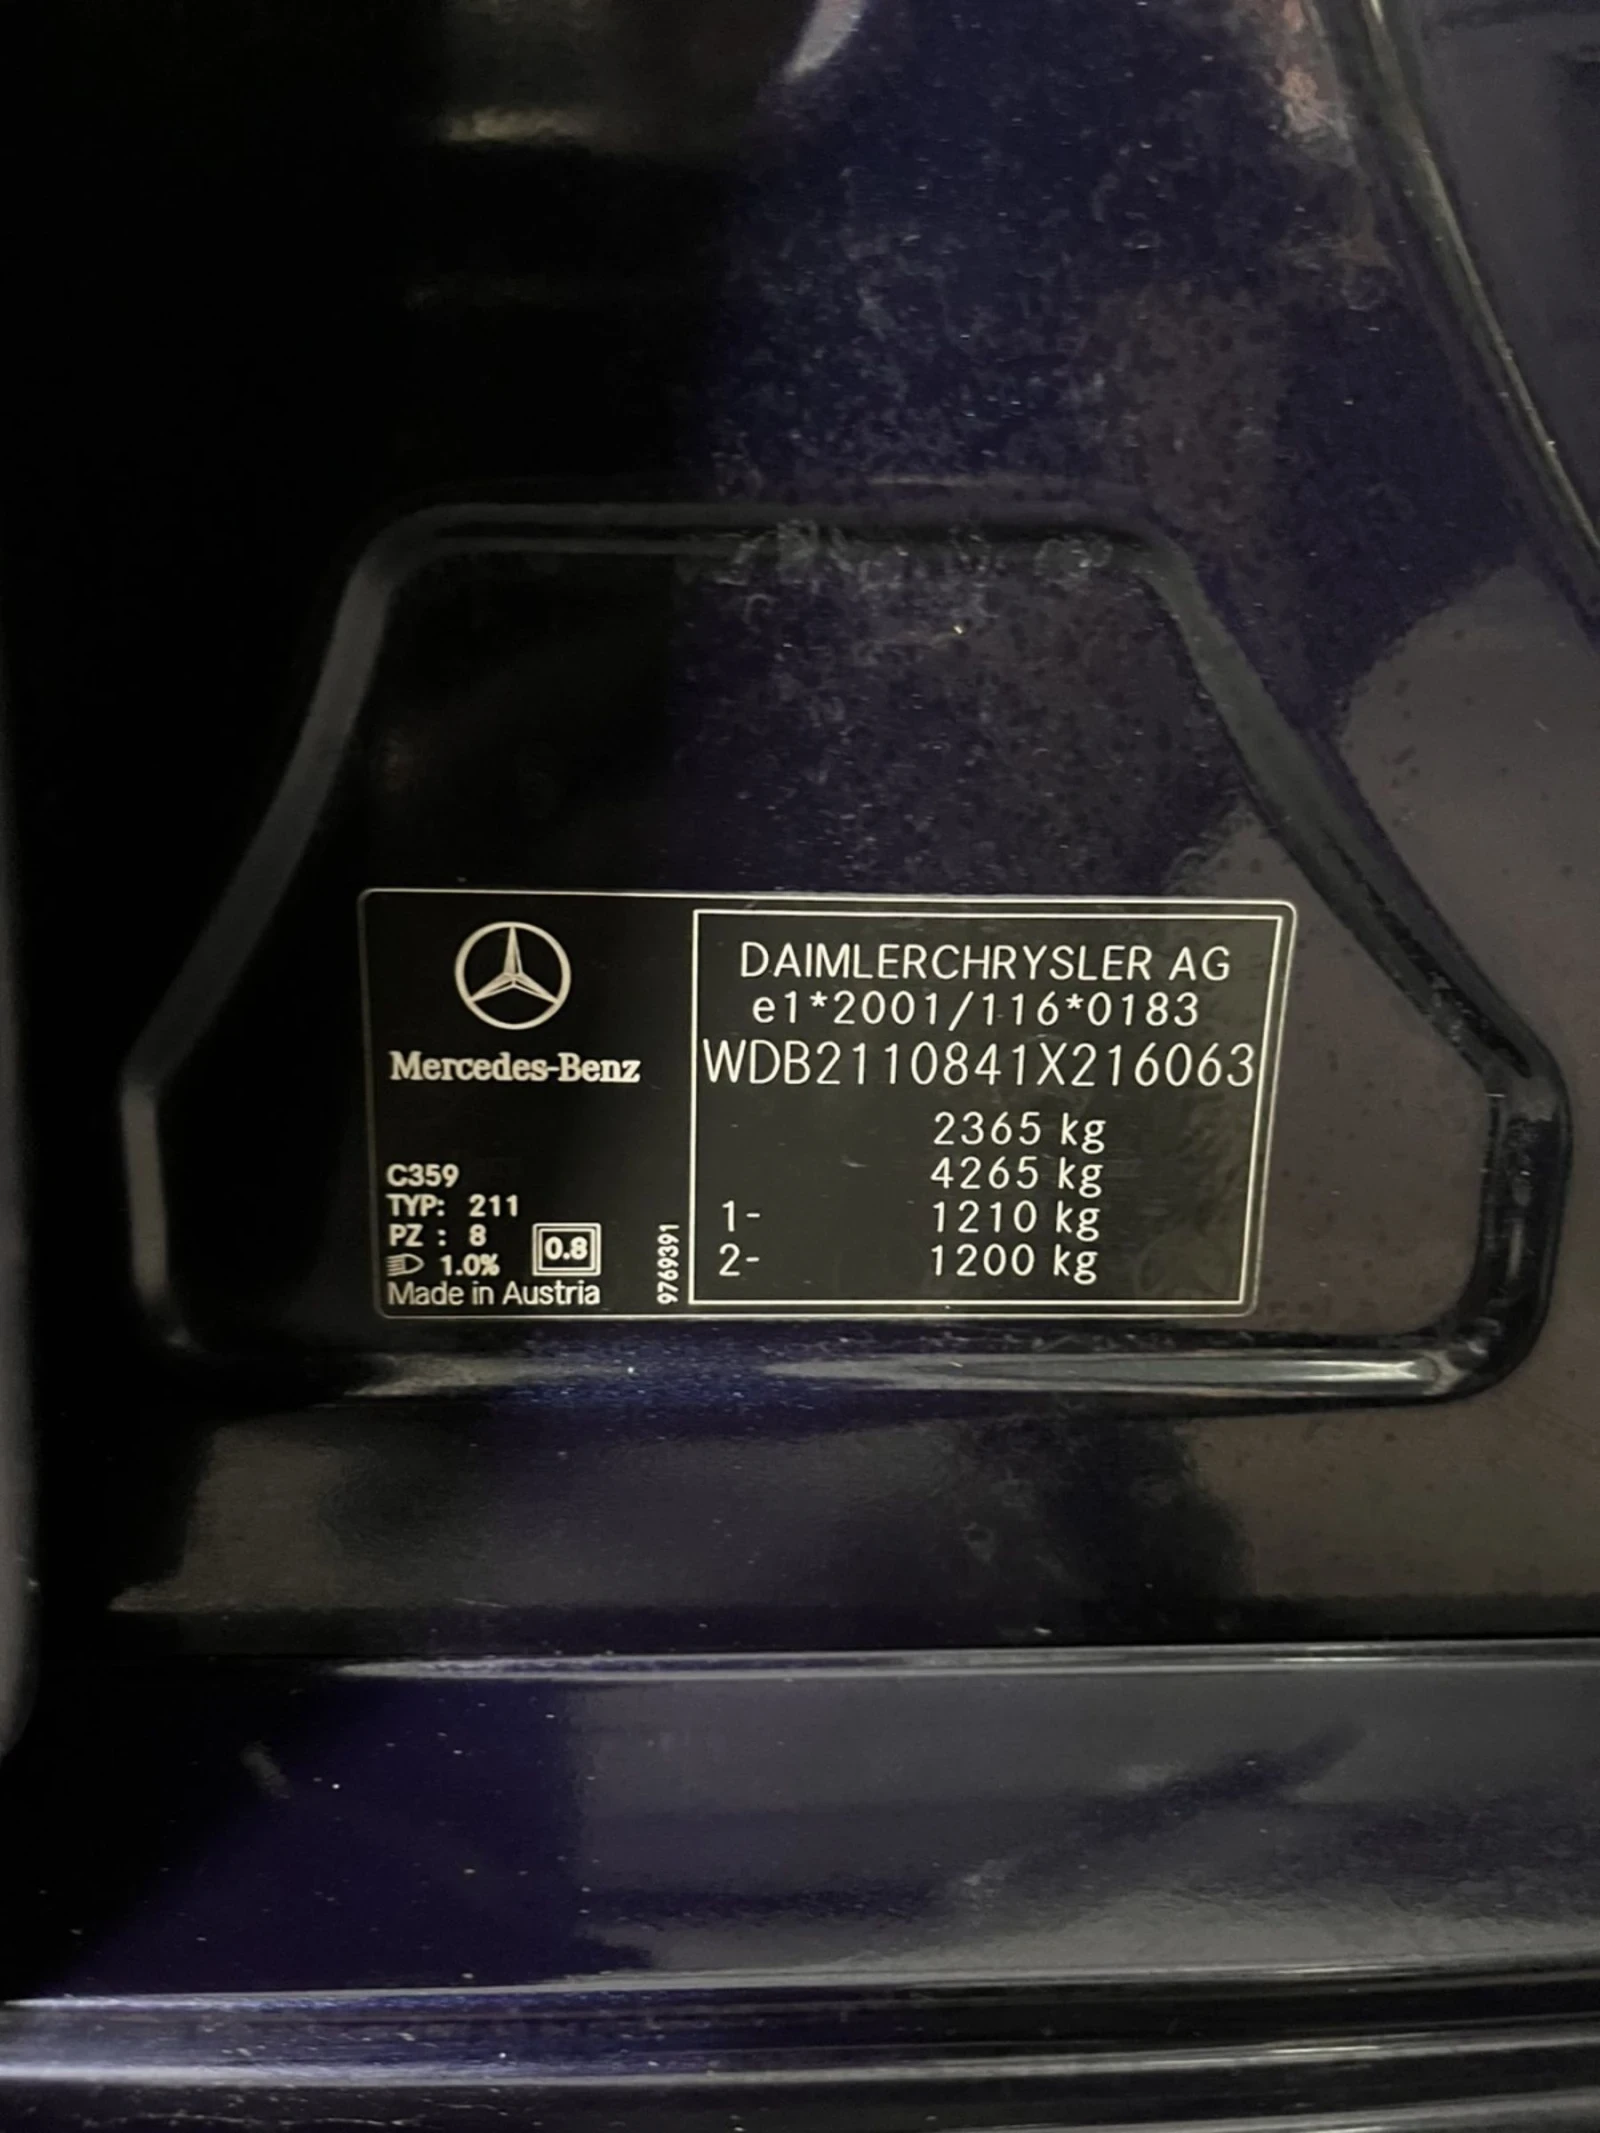 Mercedes-Benz
C359
TYP: 211
PZ : 8
1.0%
0.8
Made in Austria
9769391
DAIMLERCHRYSLER AG
e1*2001/116*0183
WDB2110841X216063
2365 kg
4265 kg
1- 1210 kg
2- 1200 kg